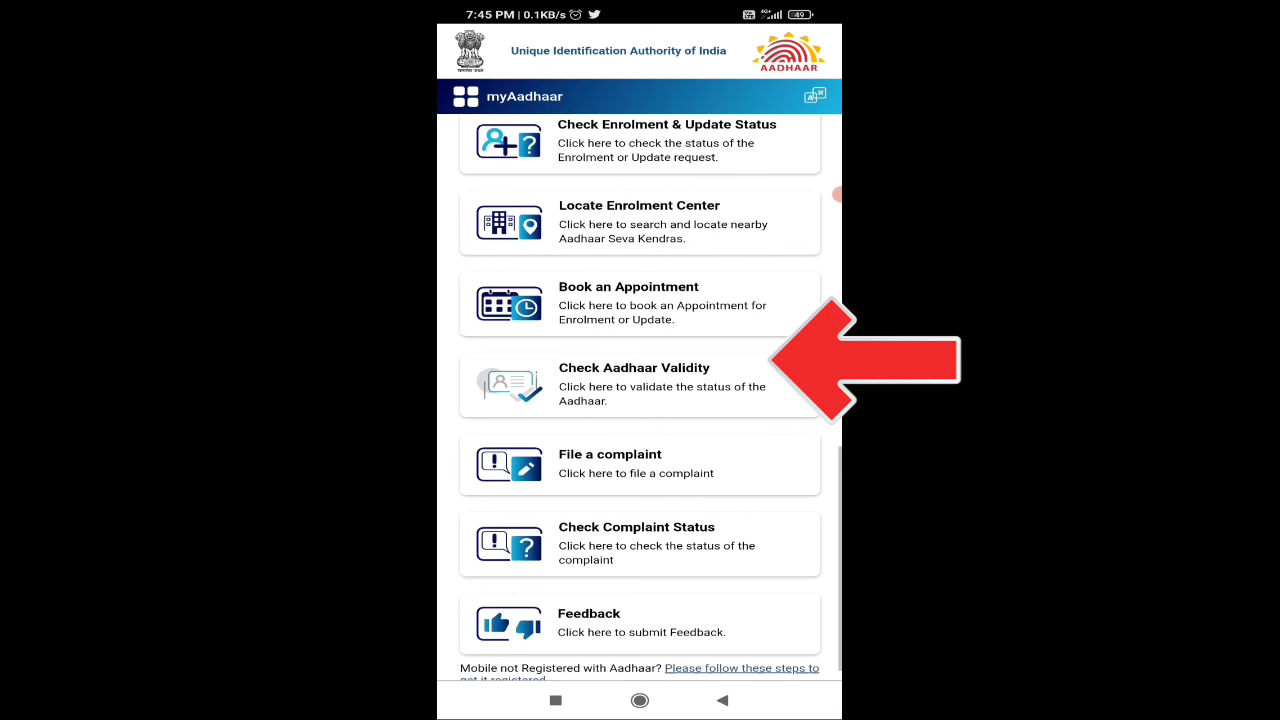 7:45 PM | 0.1KB/s
4G+
49
Unique Identification Authority of India
AADHAAR
myAadhaar
Check Enrolment & Update Status
Click here to check the status of the
Enrolment or Update request.
Locate Enrolment Center
Click here to search and locate nearby
Aadhaar Seva Kendras.
Book an Appointment
Click here to book an Appointment for
Enrolment or Update.
Check Aadhaar Validity
Click here to validate the status of the
Aadhaar.
File a complaint
Click here to file a complaint
Check Complaint Status
Click here to check the status of the
complaint
Feedback
Click here to submit Feedback.
Mobile not Registered with Aadhaar? Please follow these steps to
get it registered